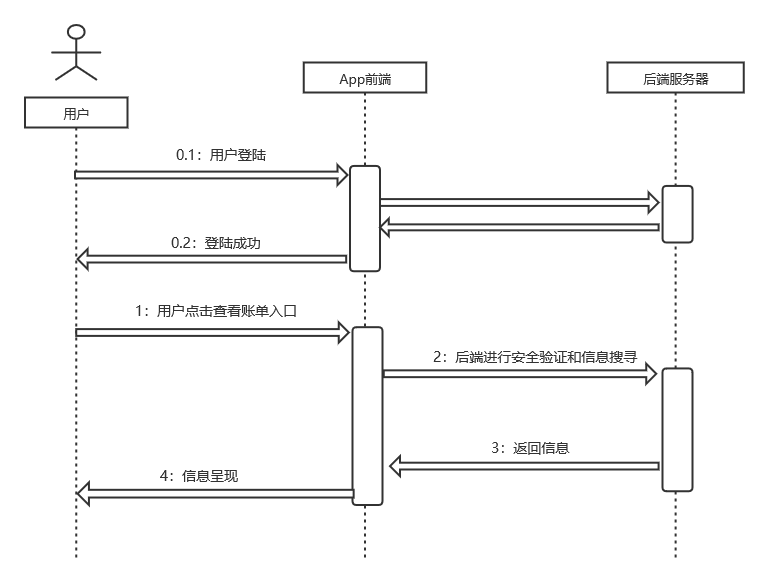 App前端
后端服务器
用户
0.1：用户登陆
0.2：登陆成功
1：用户点击查看账单入口
2：后端进行安全验证和信息搜寻
3：返回信息
4：信息呈现